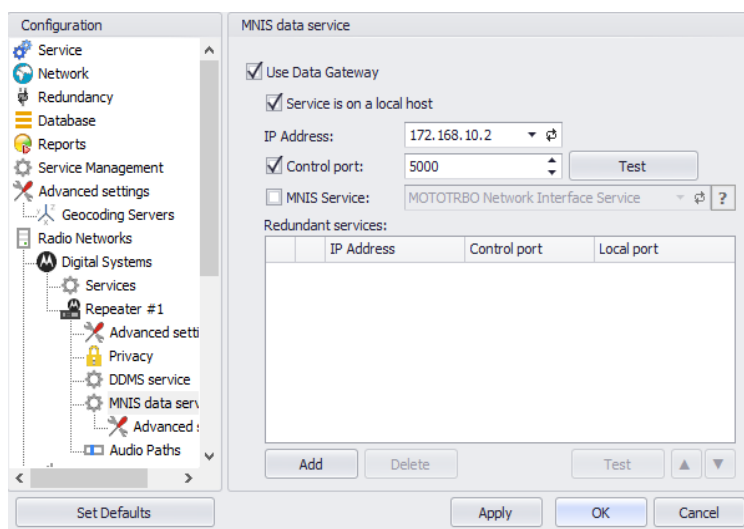 Configuration
Service
Network
Redundancy
Database
Reports
Service Management
Advanced settings
Geocoding Servers
Radio Networks
Digital Systems
Services
Repeater #1
Advanced setti
Privacy
DDMS service
MNIS data serv
Advanced s
Audio Paths
Set Defaults
MNIS data service
Use Data Gateway
Service is on a local host
IP Address: 172.168.10.2
Control port: 5000 Test
MNIS Service: MOTOTRBO Network Interface Service ?
Redundant services:
IP Address Control port Local port
Add Delete Test
Apply OK Cancel